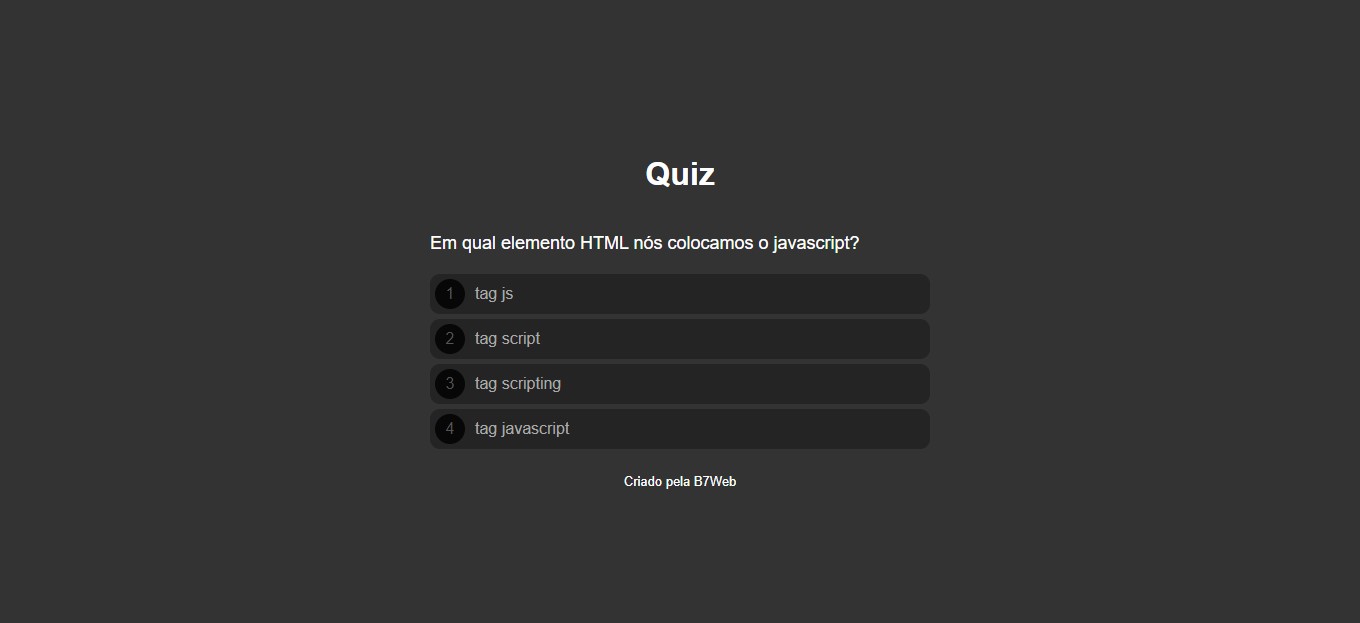 Quiz
Em qual elemento HTML nós colocamos o javascript?
1 tag js
2 tag script
3 tag scripting
4 tag javascript
Criado pela B7Web